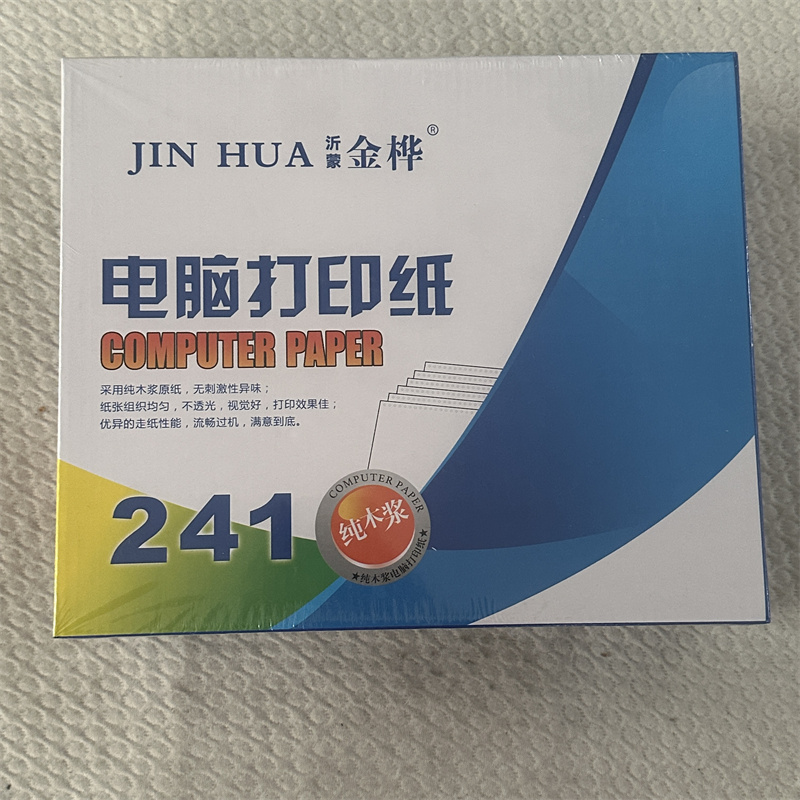 JIN HUA 沂蒙 金桦®
电脑打印纸
COMPUTER PAPER
采用纯木浆原纸，无刺激性异味；
纸张组织均匀，不透光，视觉好，打印效果佳；
优异的走纸性能，流畅过机，满意到底。
241
COMPUTER PAPER
纯木浆
★纯木浆电脑打印纸★